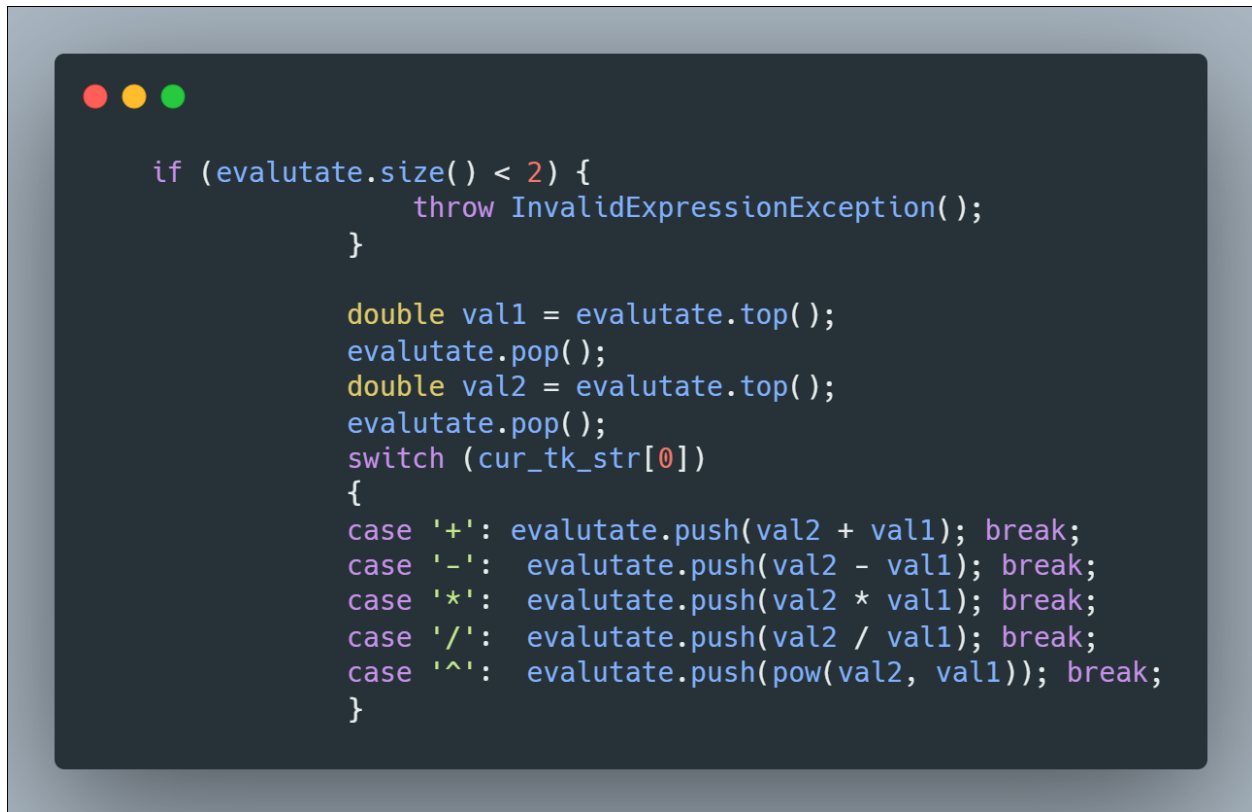 if (evalutate.size() < 2) {
throw InvalidExpressionException();
}
double val1 = evalutate.top();
evalutate.pop();
double val2 = evalutate.top();
evalutate.pop();
switch (cur_tk_str[0])
{
case '+': evalutate.push(val2 + val1); break;
case '-':  evalutate.push(val2 - val1); break;
case '*':  evalutate.push(val2 * val1); break;
case '/':  evalutate.push(val2 / val1); break;
case '^':  evalutate.push(pow(val2, val1)); break;
}